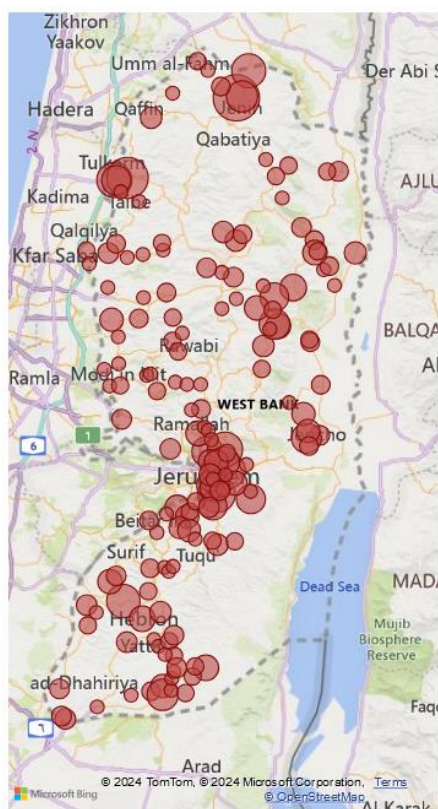 Zikhron
Yaakov
Umm al-Fahm
Der Abi S
Hadera
Qaffin
Jenin
Qabatiya
2 N
Tulkarm
AJLU
Kadima
Taibe
Qalqilya
Kfar Saba
BALQA
Rawabi
Ramla
Modi'in Illit
WEST BANK
6
1
Ramallah
Jericho
Jerusalem
Beitar
Surif
Tuqu
Dead Sea
MADA
Hebron
Mujib
Biosphere
Reserve
Yatta
ad-Dhahiriya
Faqo
Arad
Microsoft Bing
© 2024 TomTom, © 2024 Microsoft Corporation, Terms
© OpenStreetMap
Al Karak